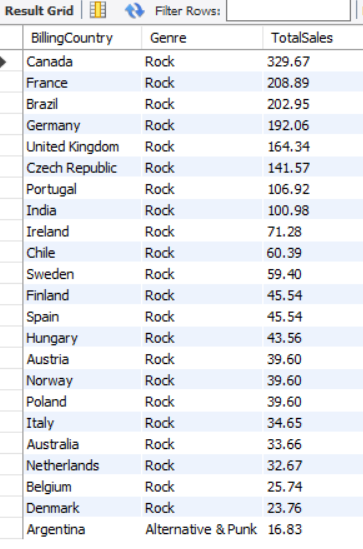 Result Grid Filter Rows:
BillingCountry Genre TotalSales
Canada Rock 329.67
France Rock 208.89
Brazil Rock 202.95
Germany Rock 192.06
United Kingdom Rock 164.34
Czech Republic Rock 141.57
Portugal Rock 106.92
India Rock 100.98
Ireland Rock 71.28
Chile Rock 60.39
Sweden Rock 59.40
Finland Rock 45.54
Spain Rock 45.54
Hungary Rock 43.56
Austria Rock 39.60
Norway Rock 39.60
Poland Rock 39.60
Italy Rock 34.65
Australia Rock 33.66
Netherlands Rock 32.67
Belgium Rock 25.74
Denmark Rock 23.76
Argentina Alternative & Punk 16.83